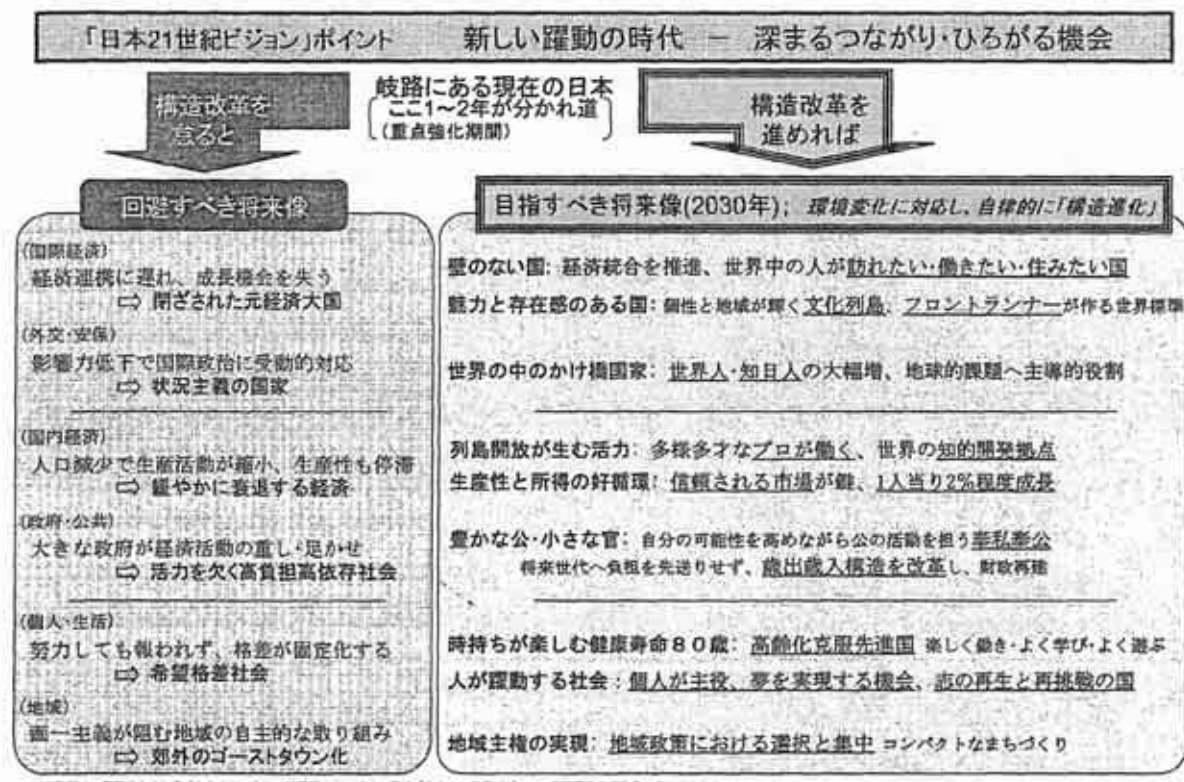 「日本21世紀ビジョン」ポイント　新しい躍動の時代 － 深まるつながり・ひろがる機会
構造改革を
怠ると
岐路にある現在の日本
ここ1～2年が分かれ道
(重点強化期間)
構造改革を
進めれば
回避すべき将来像
(国際経済)
経済連携に遅れ、成長機会を失う
⇨ 閉ざされた元経済大国
(外交・安保)
影響力低下で国際政治に受動的対応
⇨ 状況主義の国家
(国内経済)
人口減少で生産活動が縮小、生産性も停滞
⇨ 緩やかに衰退する経済
(政府・公共)
大きな政府が経済活動の重し・足かせ
⇨ 活力を欠く高負担高依存社会
(個人・生活)
努力しても報われず、格差が固定化する
⇨ 希望格差社会
(地域)
画一主義が阻む地域の自主的な取り組み
⇨ 郊外のゴーストタウン化
目指すべき将来像(2030年); 環境変化に対応し、自律的に「構造進化」
壁のない国: 経済統合を推進、世界中の人が訪れたい・働きたい・住みたい国
魅力と存在感のある国: 個性と地域が輝く文化列島、フロントランナーが作る世界標準
世界の中のかけ橋国家: 世界人・知日人の大幅増、地球的課題へ主導的役割
列島開放が生む活力: 多様多才なプロが働く、世界の知的開発拠点
生産性と所得の好循環: 信頼される市場が鍵、1人当り2%程度成長
豊かな公・小さな官: 自分の可能性を高めながら公の活動を担う奉私奉公
将来世代へ負担を先送りせず、歳出歳入構造を改革し、財政再建
時持ちが楽しむ健康寿命８０歳: 高齢化克服先進国 楽しく働き・よく学び・よく遊ぶ
人が躍動する社会: 個人が主役、夢を実現する機会、志の再生と再挑戦の国
地域主権の実現: 地域政策における選択と集中 コンパクトなまちづくり